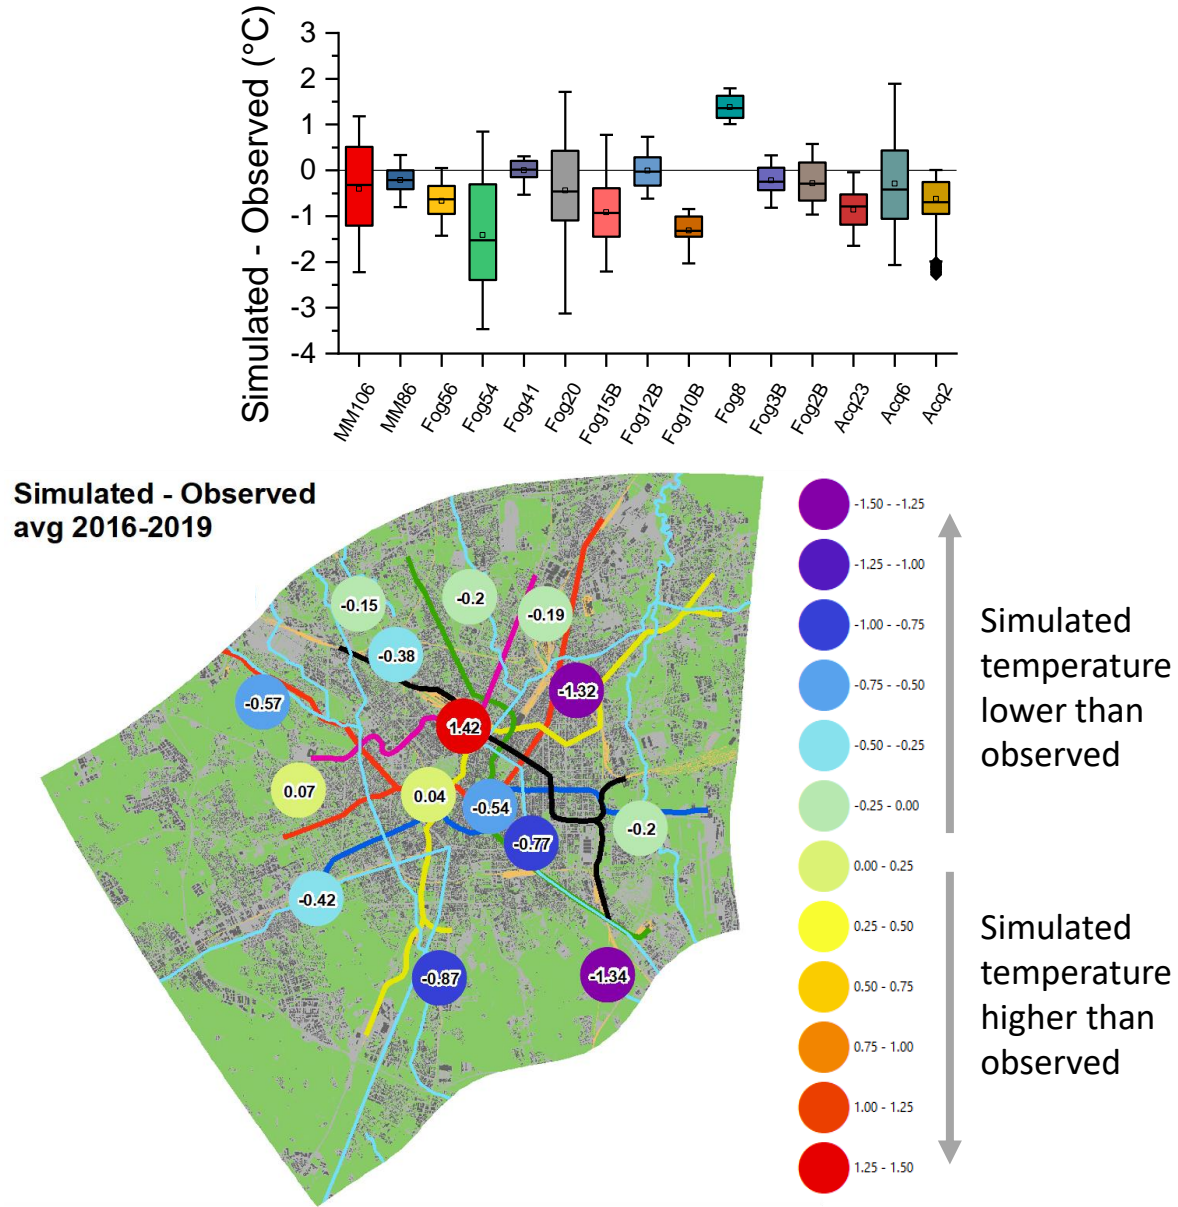 Simulated - Observed (°C)
3
2
1
0
-1
-2
-3
-4
MM106
MM86
Fog56
Fog54
Fog41
Fog20
Fog15B
Fog12B
Fog10B
Fog8
Fog3B
Fog2B
Acq23
Acq6
Acq2
Simulated - Observed
avg 2016-2019
-0.15
-0.2
-0.19
-0.38
-0.57
-1.32
1.42
0.07
0.04
-0.54
-0.77
-0.2
-0.42
-0.87
-1.34
-1.50 - -1.25
-1.25 - -1.00
-1.00 - -0.75
-0.75 - -0.50
-0.50 - -0.25
-0.25 - 0.00
0.00 - 0.25
0.25 - 0.50
0.50 - 0.75
0.75 - 1.00
1.00 - 1.25
1.25 - 1.50
Simulated
temperature
lower than
observed
Simulated
temperature
higher than
observed